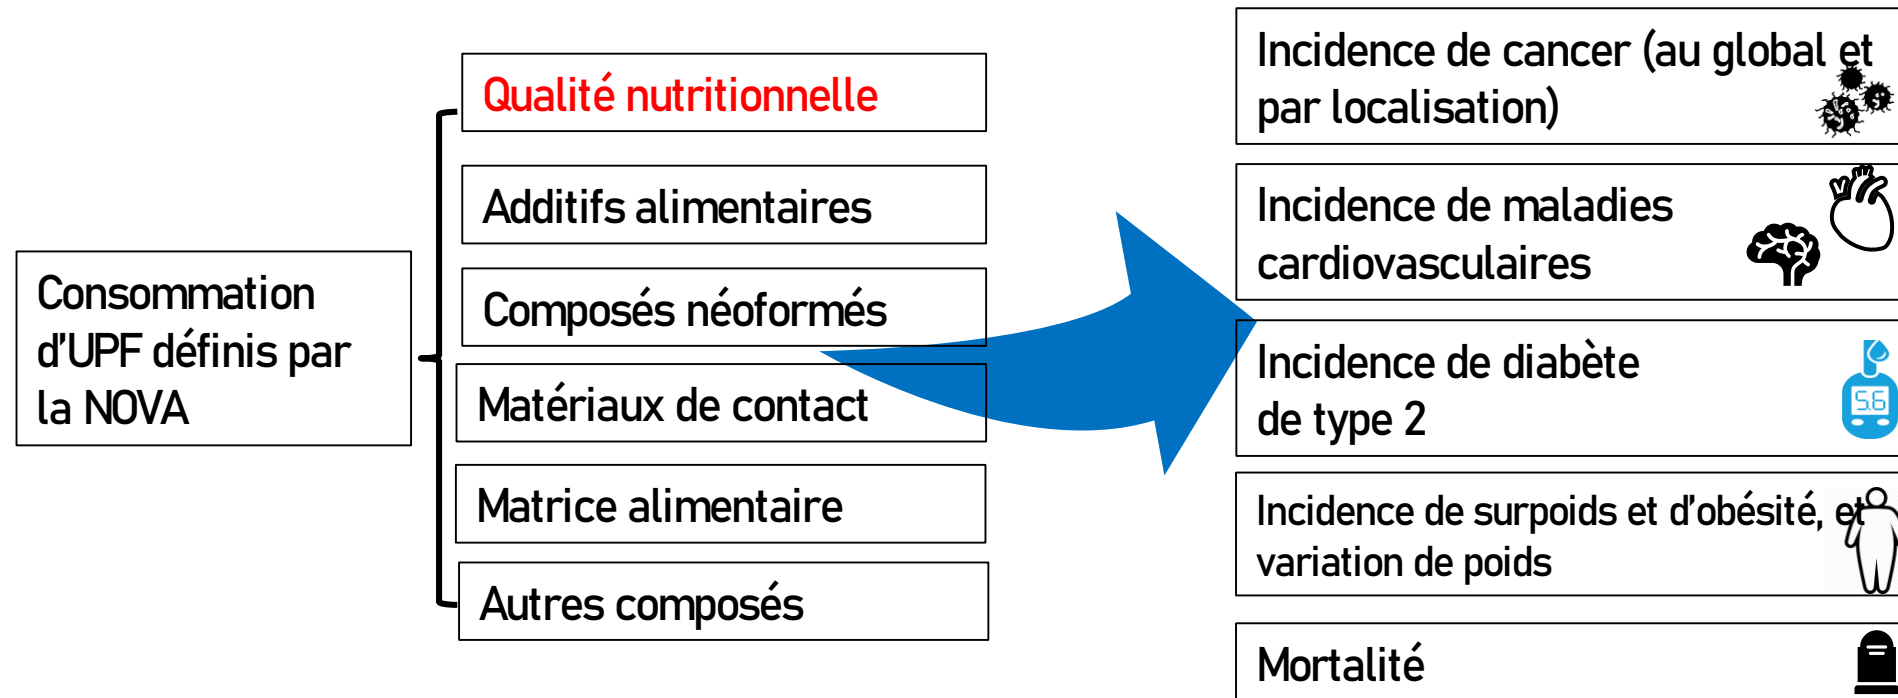 Consommation
d'UPF définis par
la NOVA
Qualité nutritionnelle
Additifs alimentaires
Composés néoformés
Matériaux de contact
Matrice alimentaire
Autres composés
Incidence de cancer (au global et
par localisation)
Incidence de maladies
cardiovasculaires
Incidence de diabète
de type 2
5.6
Incidence de surpoids et d'obésité, et
variation de poids
Mortalité